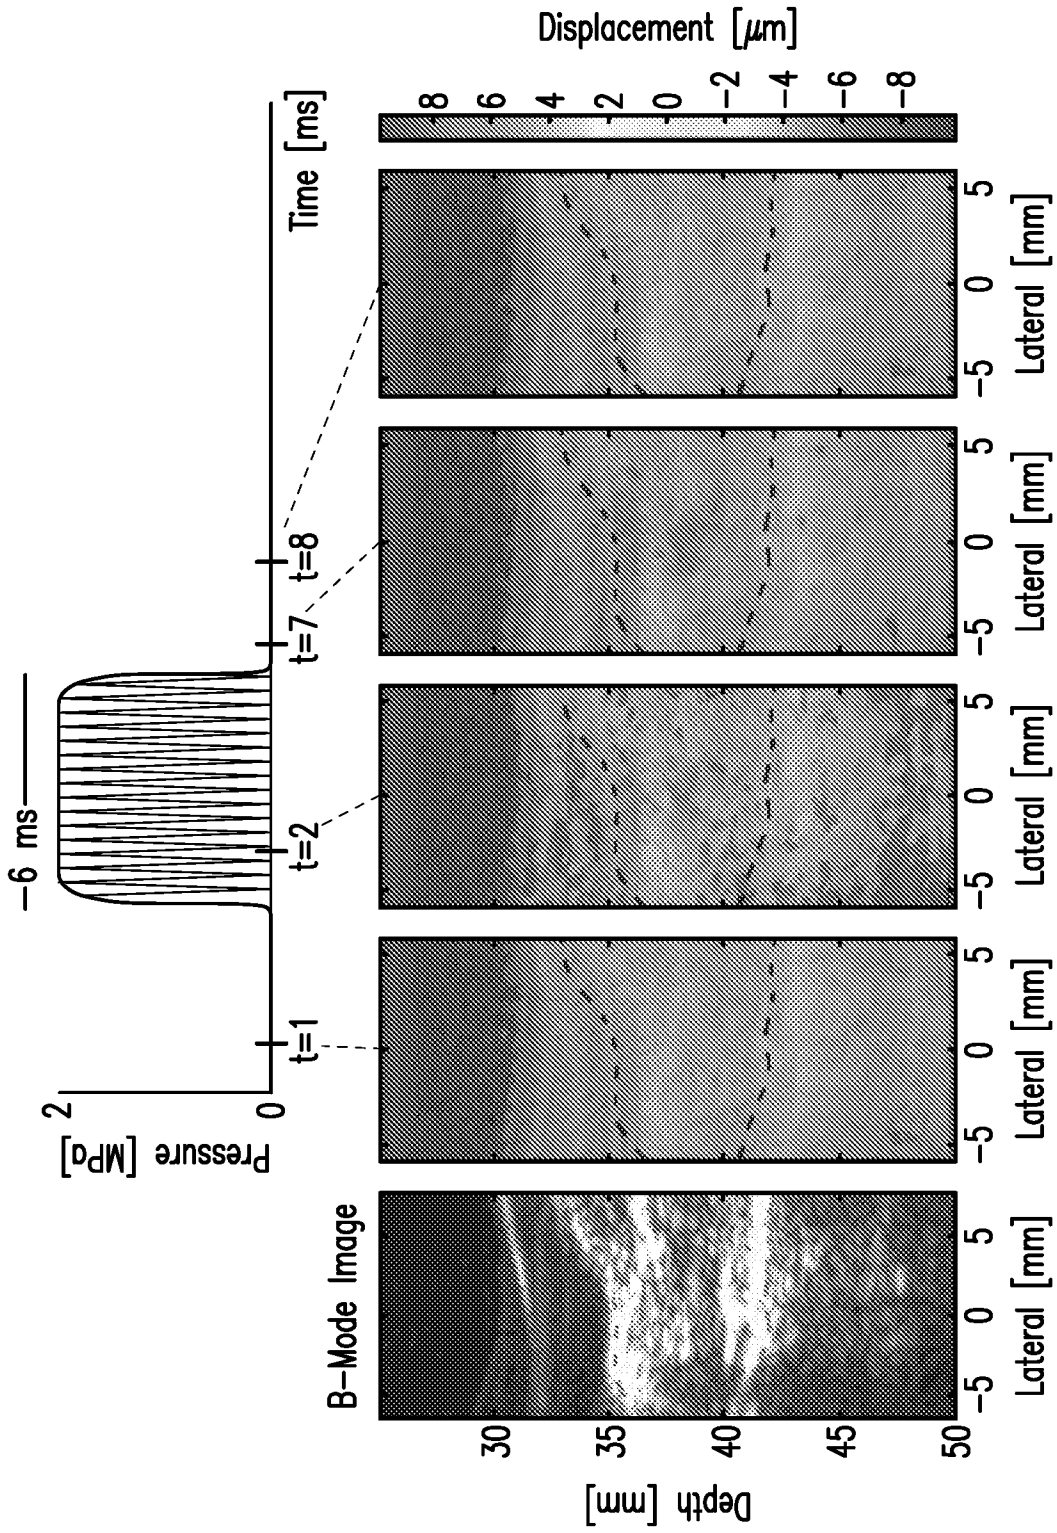 −6 ms
2
0
Pressure [MPa]
t=1
t=2
t=7
t=8
Time [ms]
B−Mode Image
Depth [mm]
30
35
40
45
50
−5 0 5
Lateral [mm]
−5 0 5
Lateral [mm]
−5 0 5
Lateral [mm]
−5 0 5
Lateral [mm]
−5 0 5
Lateral [mm]
8
6
4
2
0
−2
−4
−6
−8
Displacement [μm]